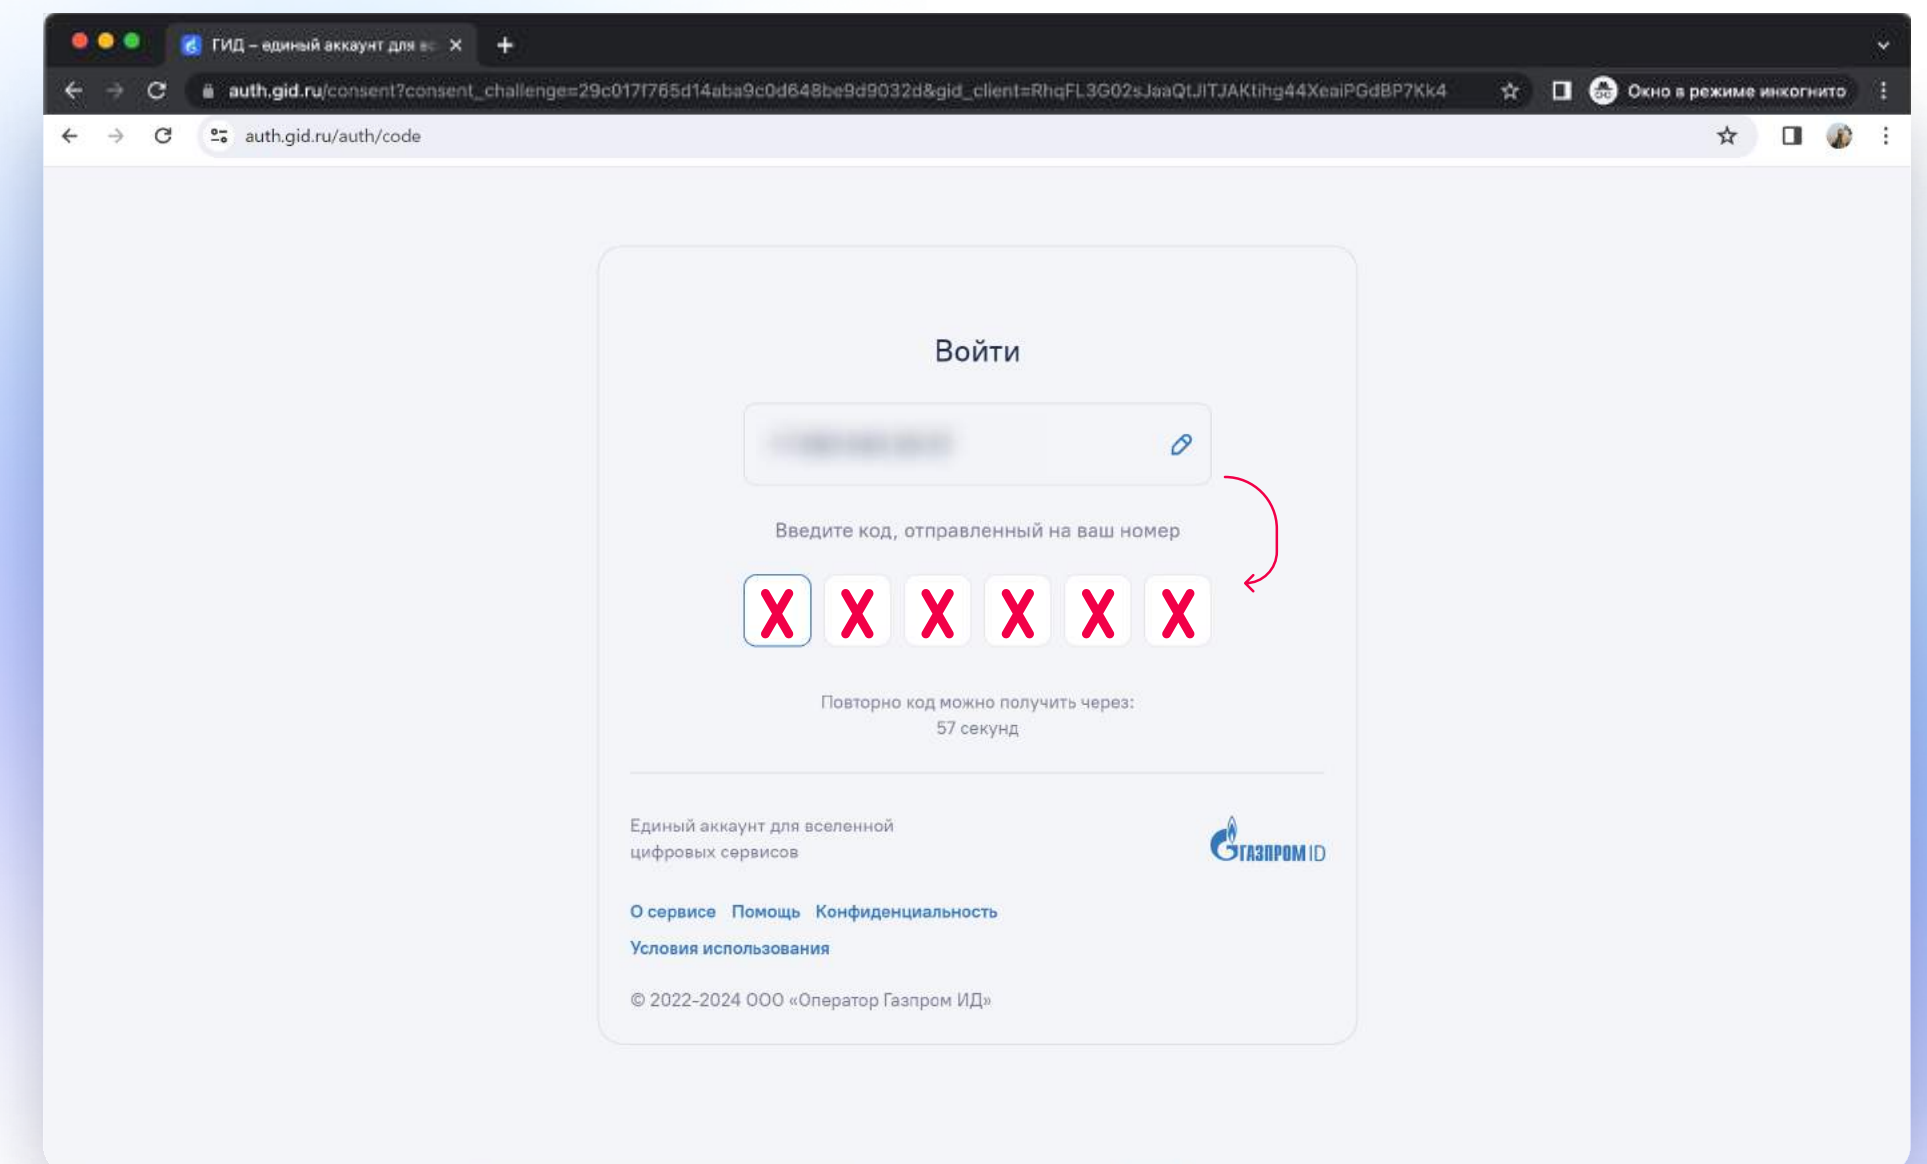 ГИД – единый аккаунт для вс
auth.gid.ru/consent?consent_challenge=29c017f765d14aba9c0d648be9d9032d&gid_client=RhqFL3G02sJaaQtJITJAKtihg44XeaiPGdBP7Kk4
Окно в режиме инкогнито
auth.gid.ru/auth/code
Войти
Введите код, отправленный на ваш номер
X X X X X X
Повторно код можно получить через:
57 секунд
Единый аккаунт для вселенной
цифровых сервисов
ГАЗПРОМ ID
О сервисе Помощь Конфиденциальность
Условия использования
© 2022-2024 ООО «Оператор Газпром ИД»